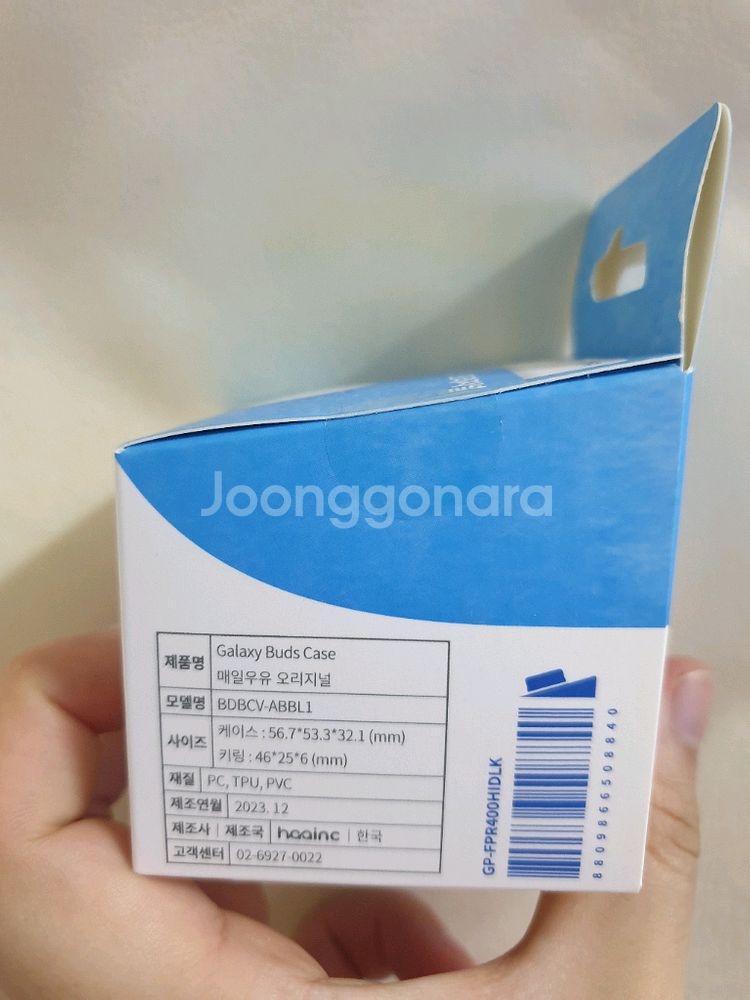 Joonggonara
제품명 Galaxy Buds Case
매일우유 오리지널
모델명 BDBCV-ABBL1
사이즈 케이스 : 56.7*53.3*32.1 (mm)
키링 : 46*25*6 (mm)
재질 PC, TPU, PVC
제조연월 2023. 12
제조사 | 제조국 haainc | 한국
고객센터 02-6927-0022
GP-FPR400HIDLK
8809866508840